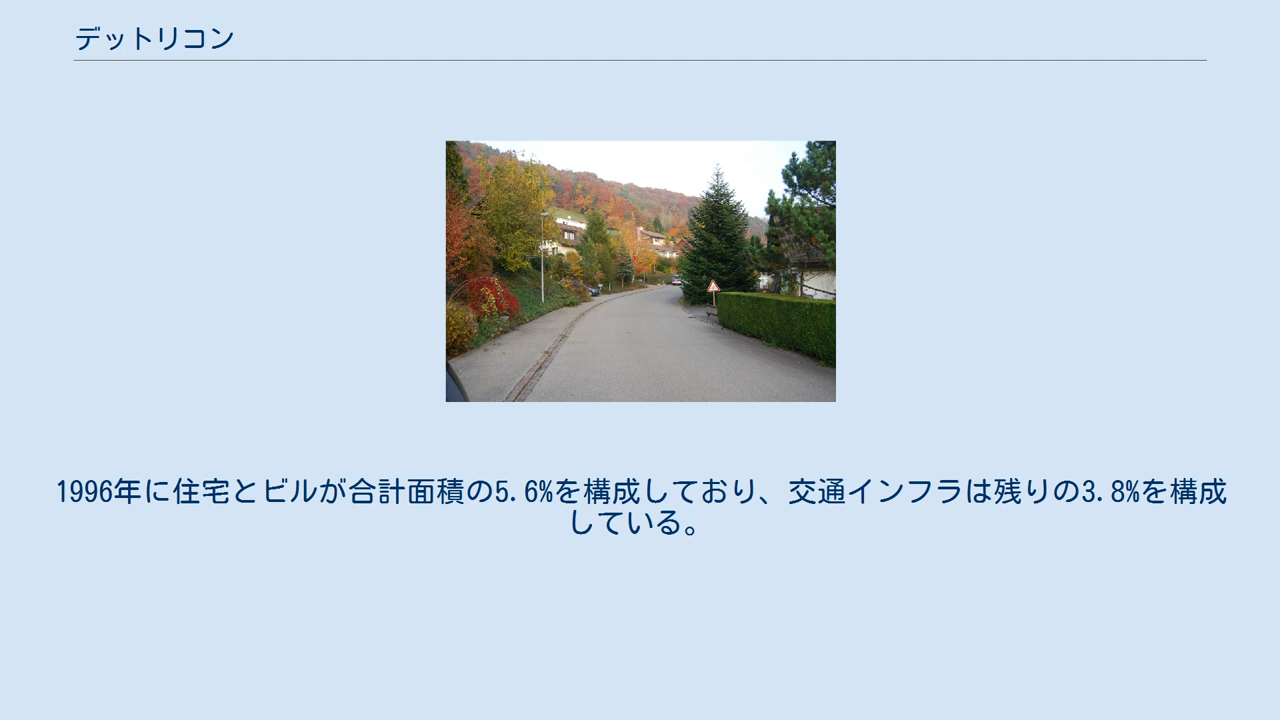 デットリコン
1996年に住宅とビルが合計面積の5.6%を構成しており、交通インフラは残りの3.8%を構成
している。